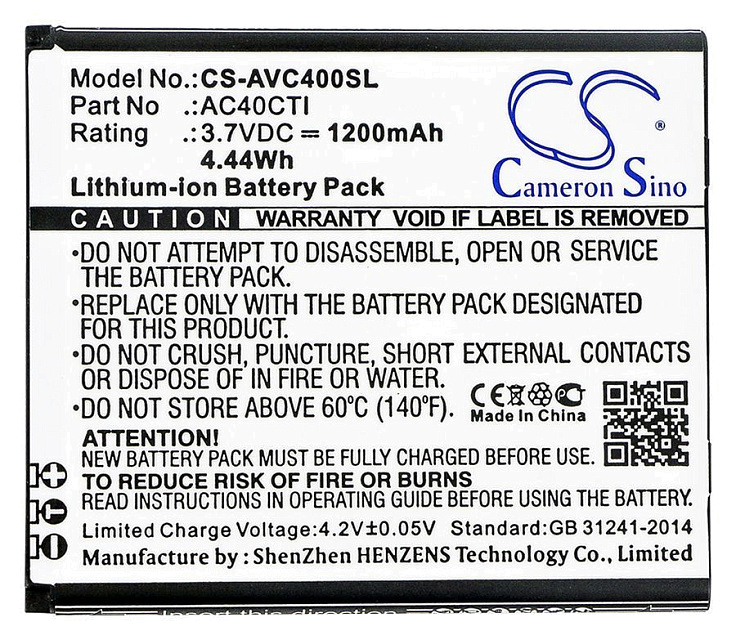 Model No.:CS-AVC400SL
Part No .:AC40CTI
Rating .:3.7VDC = 1200mAh
4.44Wh
Lithium-ion Battery Pack
CS ®
Cameron Sino
CAUTION WARRANTY VOID IF LABEL IS REMOVED
•DO NOT ATTEMPT TO DISASSEMBLE, OPEN OR SERVICE
THE BATTERY PACK.
•REPLACE ONLY WITH THE BATTERY PACK DESIGNATED
FOR THIS PRODUCT.
•DO NOT CRUSH, PUNCTURE, SHORT EXTERNAL CONTACTS
OR DISPOSE OF IN FIRE OR WATER.
•DO NOT STORE ABOVE 60°C (140°F).
CE
Made In China
ATTENTION!
NEW BATTERY PACK MUST BE FULLY CHARGED BEFORE USE.
TO REDUCE RISK OF FIRE OR BURNS
READ INSTRUCTIONS IN OPERATING GUIDE BEFORE USING THE BATTERY.
Limited Charge Voltage:4.2V±0.05V Standard:GB 31241-2014
Manufacture by : ShenZhen HENZENS Technology Co., Limited
Insert this direction